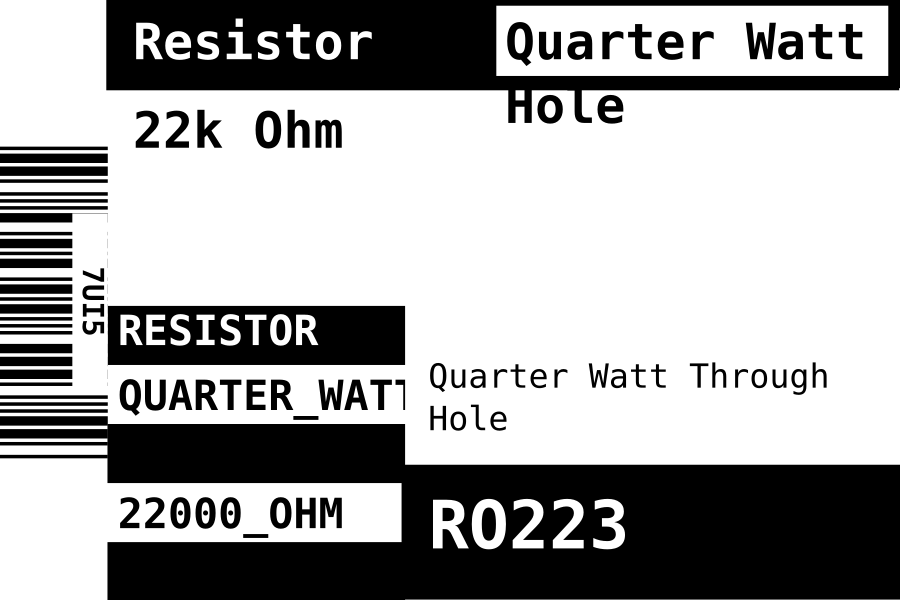 Resistor
Quarter Watt
Hole
22k Ohm
7UI5
RESISTOR
QUARTER_WATT
Quarter Watt Through
Hole
22000_OHM
RO223